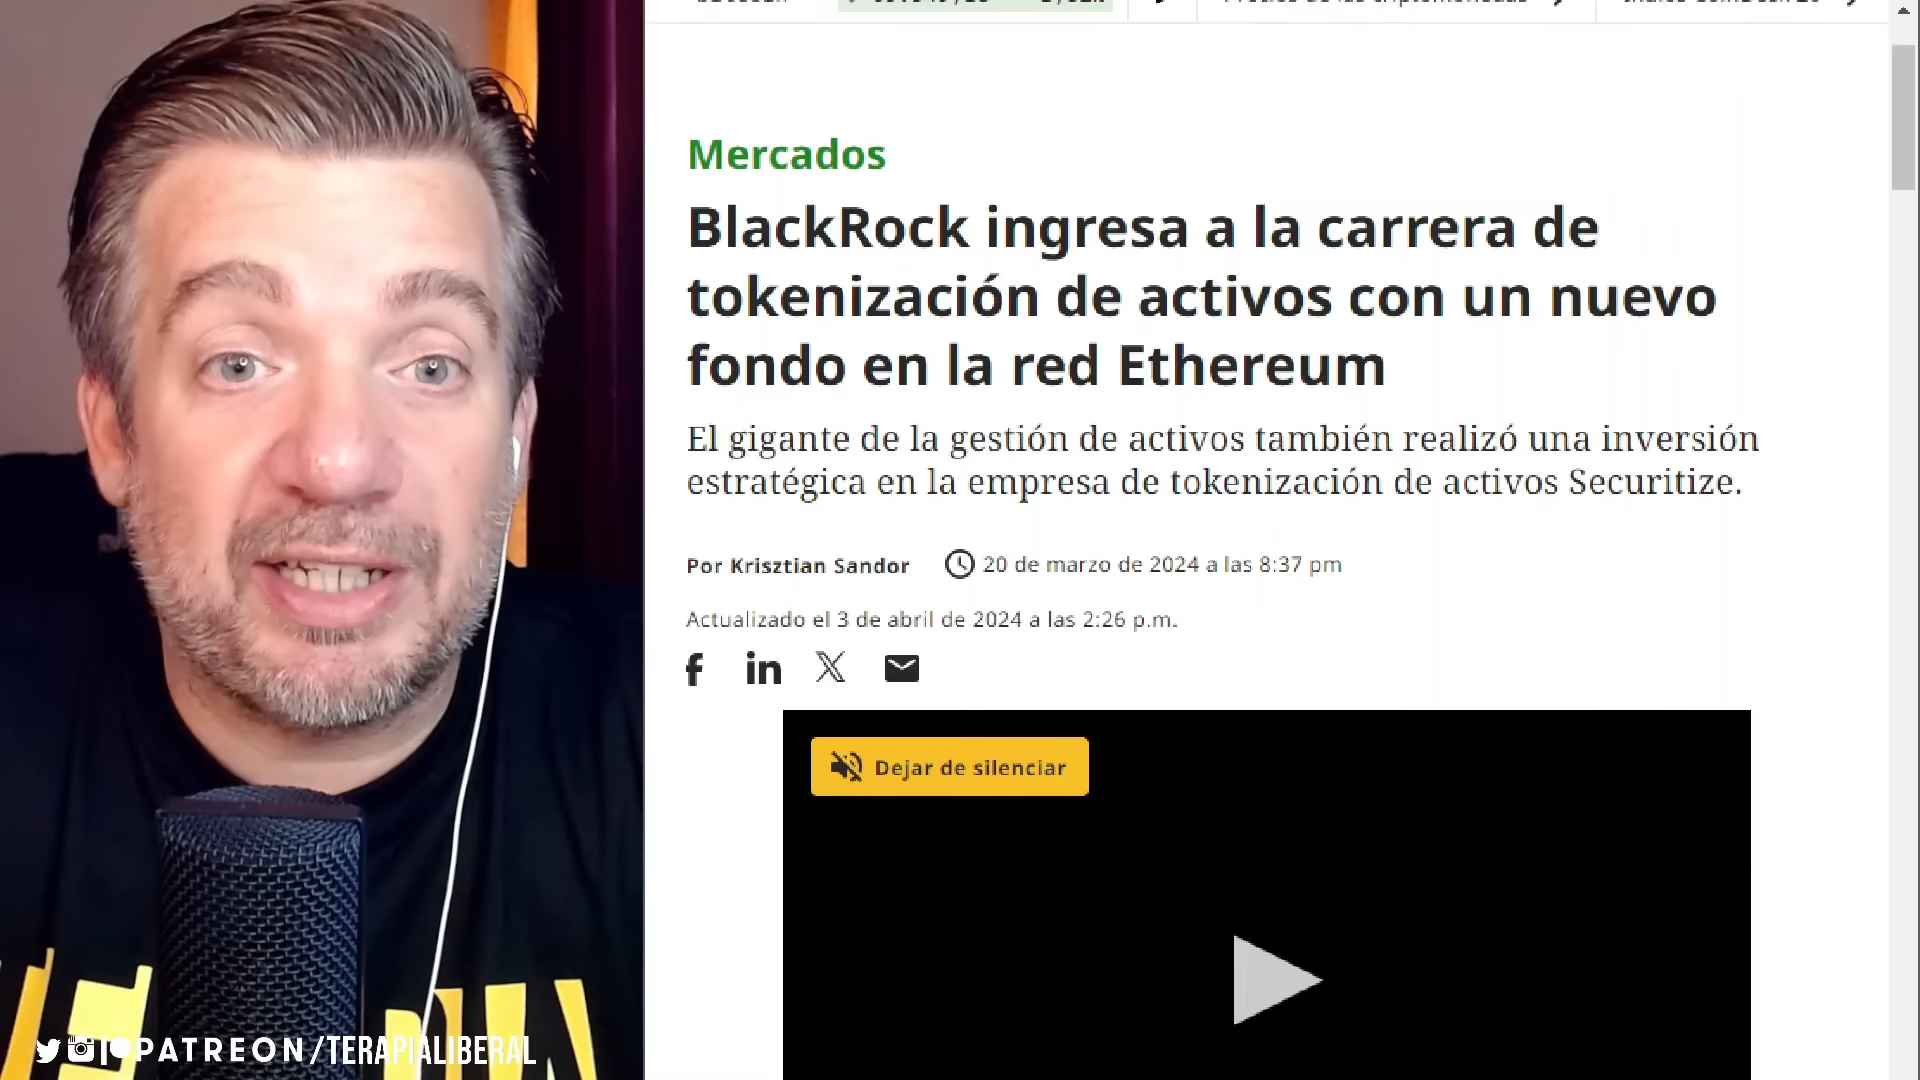 Mercados
BlackRock ingresa a la carrera de
tokenización de activos con un nuevo
fondo en la red Ethereum
El gigante de la gestión de activos también realizó una inversión
estratégica en la empresa de tokenización de activos Securitize.
Por Krisztian Sandor 20 de marzo de 2024 a las 8:37 pm
Actualizado el 3 de abril de 2024 a las 2:26 p.m.
Dejar de silenciar
PATREON/TERAPIALIBERAL